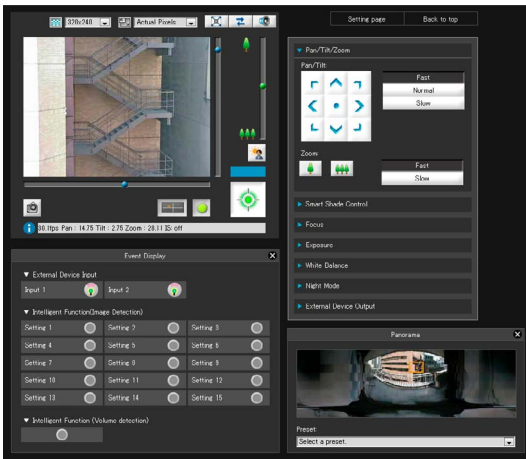 320x240
Actual Pixels
Setting page
Back to top
Pan/Tilt/Zoom
Pan/Tilt:
Fast
Normal
Slow
Zoom:
Fast
Slow
Smart Shade Control
Focus
Exposure
White Balance
Night Mode
External Device Output
30.1fps Pan : 14.75 Tilt : 2.75 Zoom : 28.11 IS: off
Event Display
External Device Input
Input 1
Input 2
Intelligent Function(Image Detection)
Setting 1
Setting 2
Setting 3
Setting 4
Setting 5
Setting 6
Setting 7
Setting 8
Setting 9
Setting 10
Setting 11
Setting 12
Setting 13
Setting 14
Setting 15
Intelligent Function (Volume detection)
Panorama
Preset:
Select a preset.